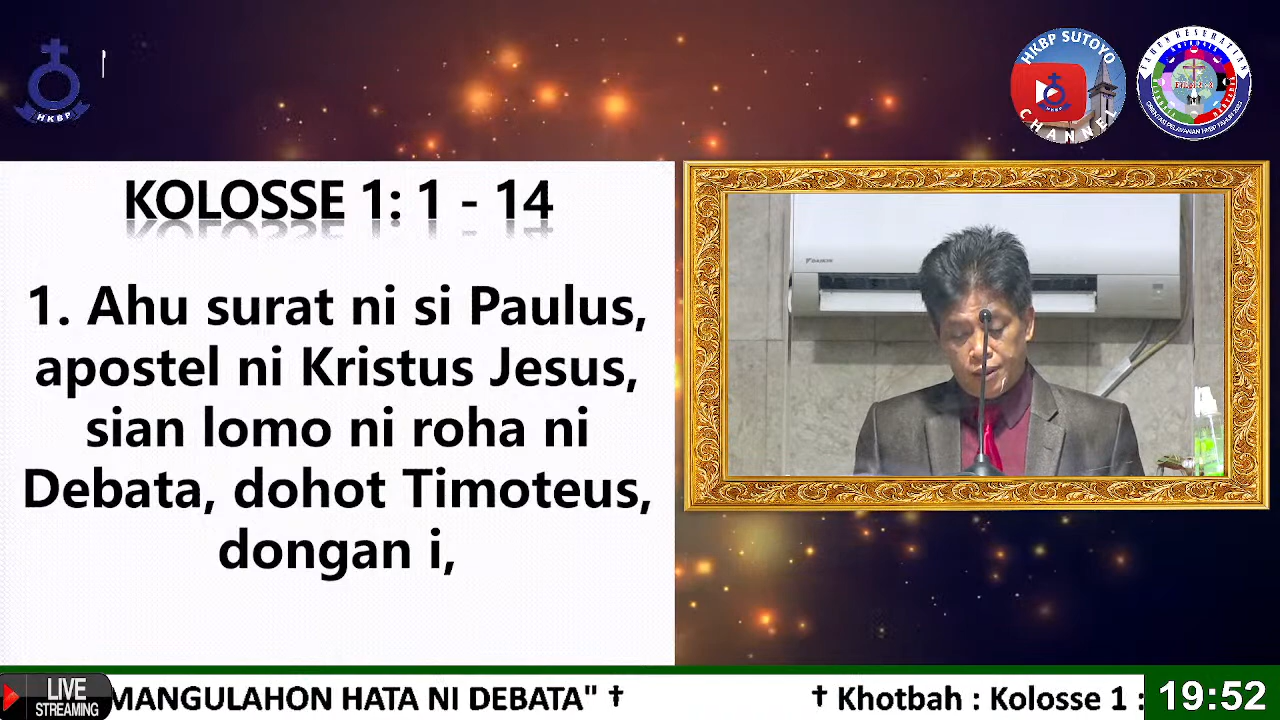 HKBP
HKBP SUTOYO
CHANNEL
KOLOSSE 1: 1 - 14
1. Ahu surat ni si Paulus,
apostel ni Kristus Jesus,
sian lomo ni roha ni
Debata, dohot Timoteus,
dongan i,
DAIKIN
LIVE
STREAMING
MANGULAHON HATA NI DEBATA" † † Khotbah : Kolosse 1 :
19:52